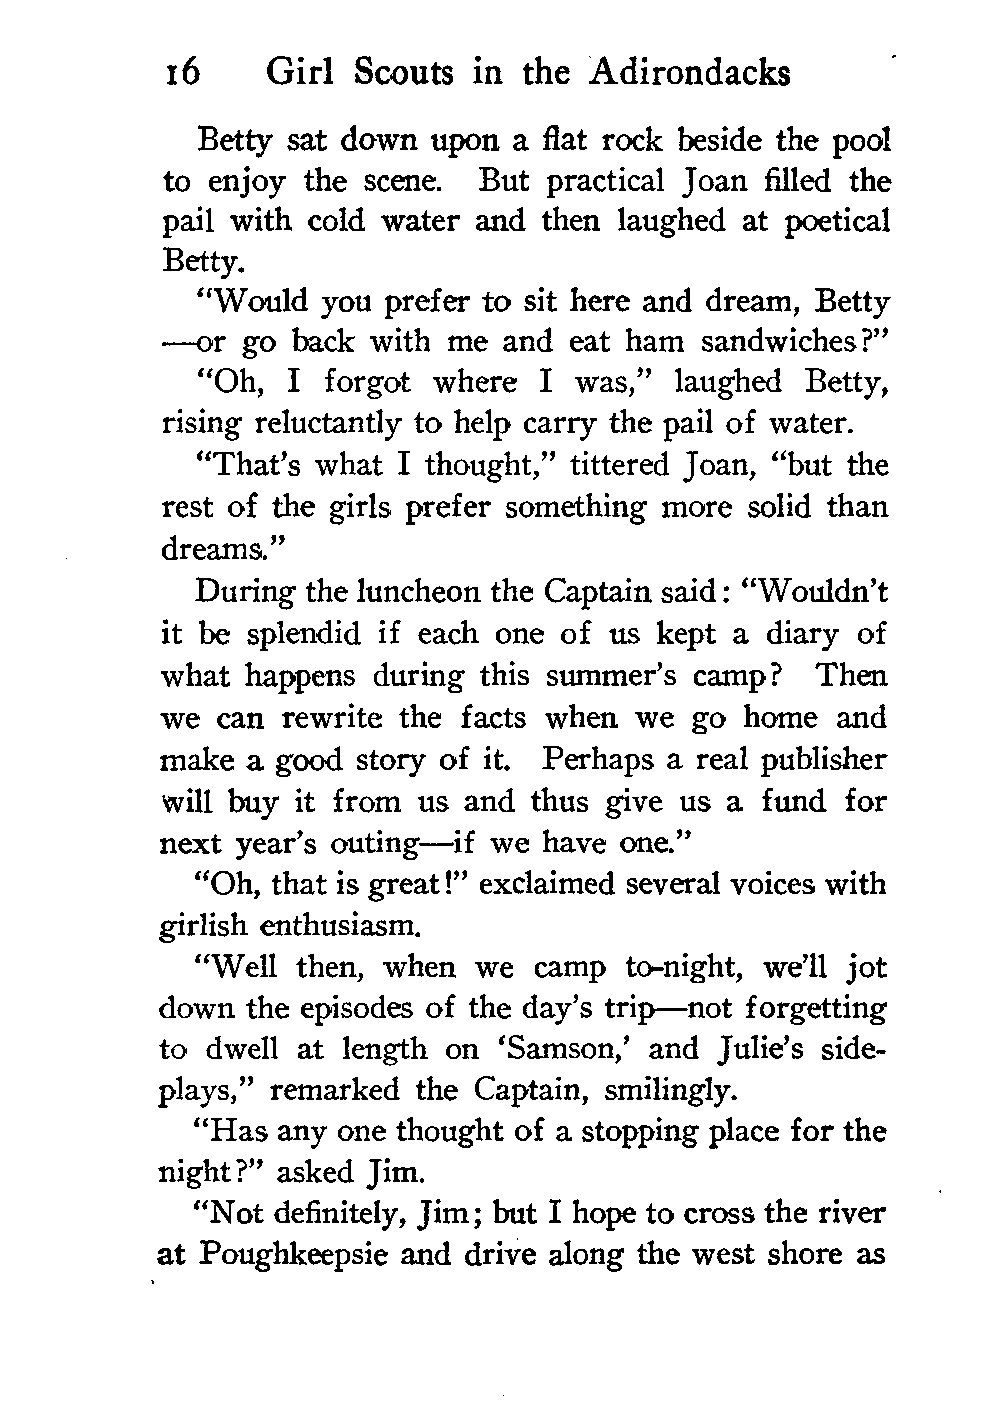 16 Girl Scouts in the Adirondacks
Betty sat down upon a flat rock beside the pool
to enjoy the scene. But practical Joan filled the
pail with cold water and then laughed at poetical
Betty.
“Would you prefer to sit here and dream, Betty
—or go back with me and eat ham sandwiches?”
“Oh, I forgot where I was,” laughed Betty,
rising reluctantly to help carry the pail of water.
“That’s what I thought,” tittered Joan, “but the
rest of the girls prefer something more solid than
dreams.”
During the luncheon the Captain said: “Wouldn’t
it be splendid if each one of us kept a diary of
what happens during this summer’s camp? Then
we can rewrite the facts when we go home and
make a good story of it. Perhaps a real publisher
will buy it from us and thus give us a fund for
next year’s outing—if we have one.”
“Oh, that is great!” exclaimed several voices with
girlish enthusiasm.
“Well then, when we camp to-night, we’ll jot
down the episodes of the day’s trip—not forgetting
to dwell at length on ‘Samson,’ and Julie’s side-
plays,” remarked the Captain, smilingly.
“Has any one thought of a stopping place for the
night?” asked Jim.
“Not definitely, Jim; but I hope to cross the river
at Poughkeepsie and drive along the west shore as